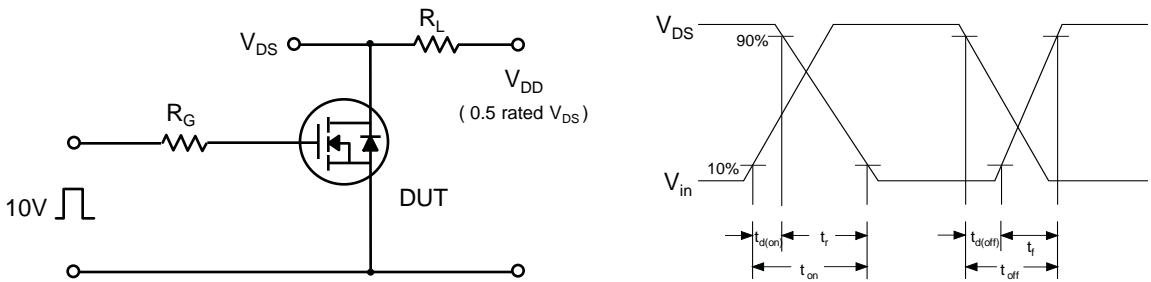 R_L
V_DS
V_DD
( 0.5 rated V_DS )
R_G
10V
DUT
V_DS
90%
10%
V_in
t_d(on)
t_r
t_on
t_d(off)
t_f
t_off